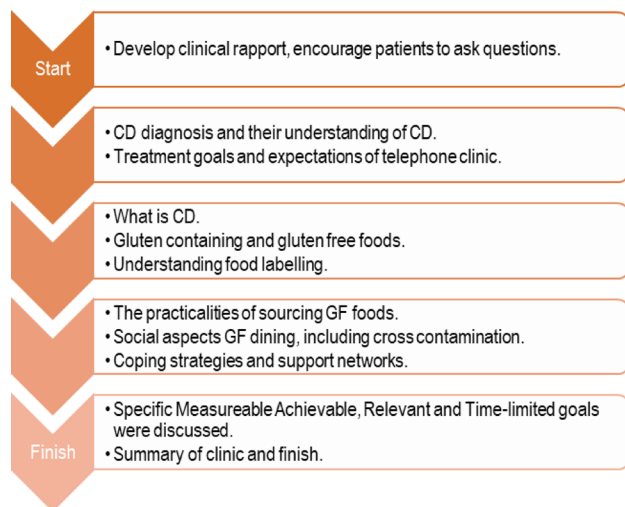 Start
• Develop clinical rapport, encourage patients to ask questions.
• CD diagnosis and their understanding of CD.
• Treatment goals and expectations of telephone clinic.
• What is CD.
• Gluten containing and gluten free foods.
• Understanding food labelling.
• The practicalities of sourcing GF foods.
• Social aspects GF dining, including cross contamination.
• Coping strategies and support networks.
Finish
• Specific Measureable Achievable, Relevant and Time-limited goals
were discussed.
• Summary of clinic and finish.